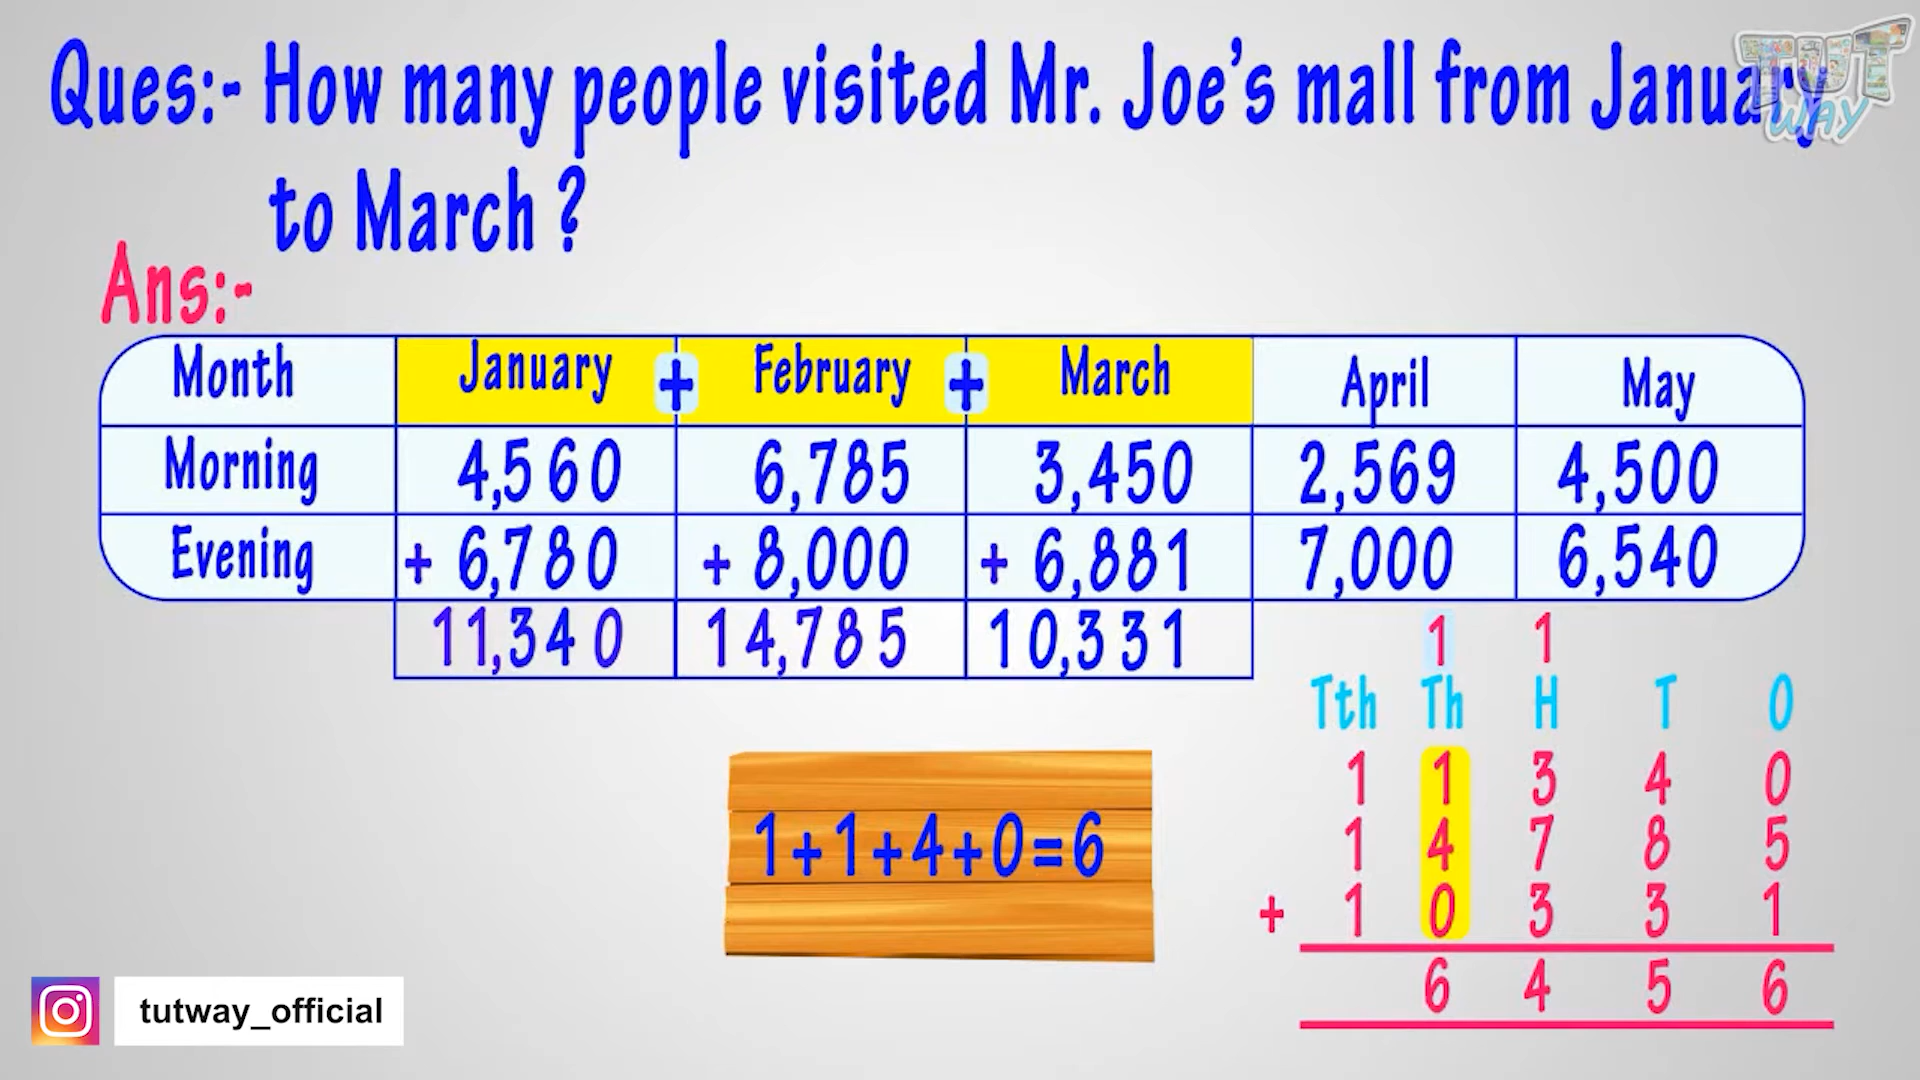 TUT WAY
Ques:- How many people visited Mr. Joe's mall from January
to March ?
Ans:-
Month January + February + March April May
Morning 4,560 6,785 3,450 2,569 4,500
Evening + 6,780 + 8,000 + 6,881 7,000 6,540
11,340 14,785 10,331
1 1
Tth Th H T O
1 1 3 4 0
1 4 7 8 5
+ 1 0 3 3 1
6 4 5 6
1+1+4+0=6
tutway_official